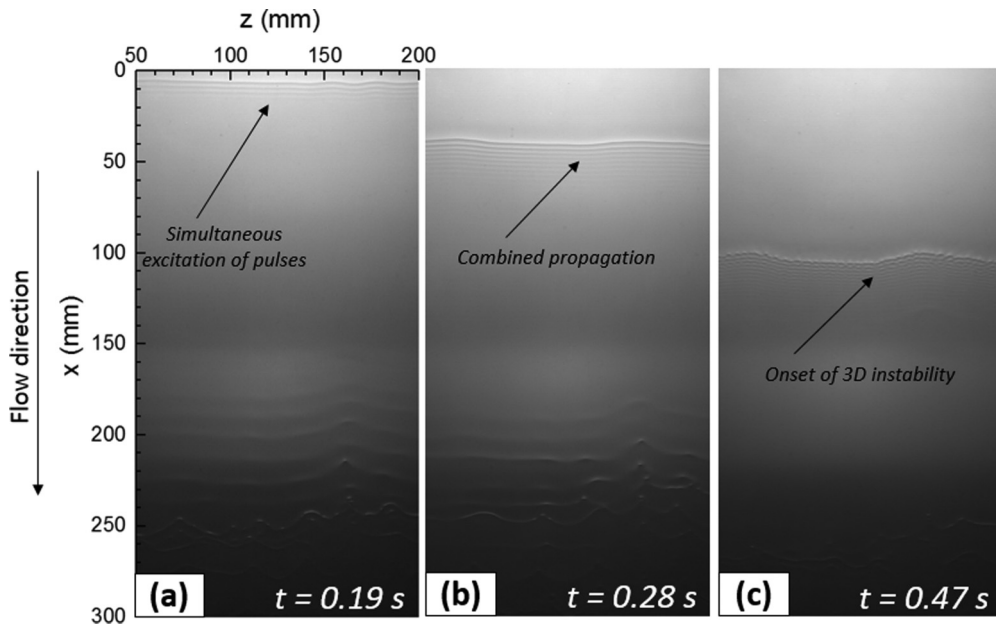 z (mm)
50 100 150 200
0
50
100
150
200
250
300
x (mm)
Flow direction
Simultaneous
excitation of pulses
(a)
t = 0.19 s
Combined propagation
(b)
t = 0.28 s
Onset of 3D instability
(c)
t = 0.47 s